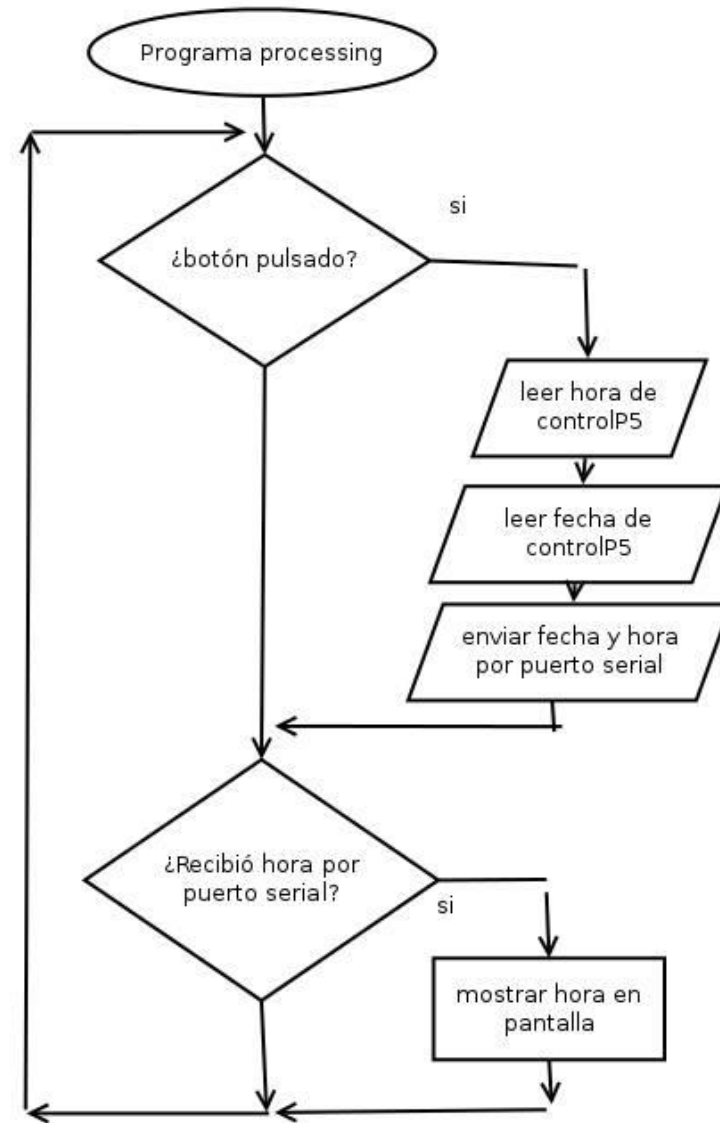 Programa processing
si
¿botón pulsado?
leer hora de
controlP5
leer fecha de
controlP5
enviar fecha y hora
por puerto serial
¿Recibió hora por
puerto serial?
si
mostrar hora en
pantalla